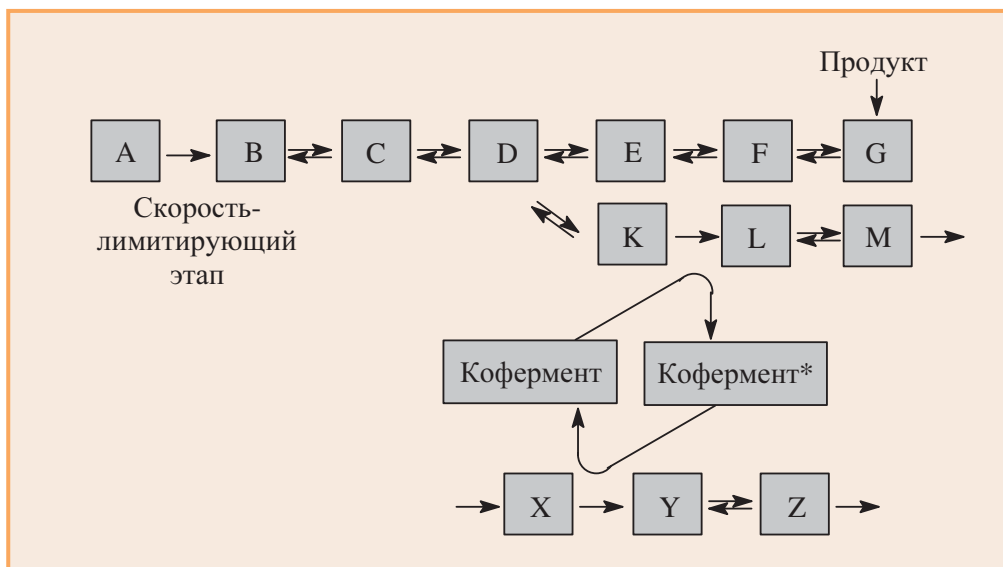 Продукт
A B C D E F G
Скорость-
лимитирующий
этап
K L M
Кофермент Кофермент*
X Y Z